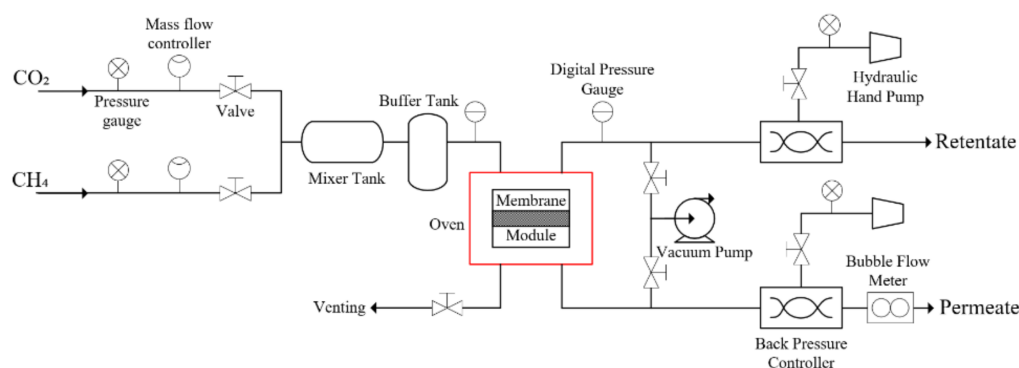 Mass flow
controller
CO₂
Pressure
gauge
Valve
CH₄
Mixer Tank
Buffer Tank
Digital Pressure
Gauge
Hydraulic
Hand Pump
Retentate
Oven
Membrane
Module
Vacuum Pump
Venting
Bubble Flow
Meter
Permeate
Back Pressure
Controller